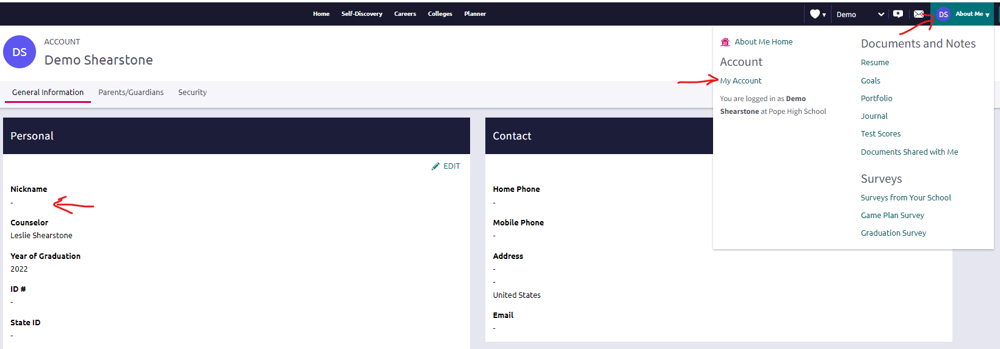 Home Self-Discovery Careers Colleges Planner
Demo
DS About Me
DS
ACCOUNT
Demo Shearstone
General Information Parents/Guardians Security
Personal
EDIT
Nickname
-
Counselor
Leslie Shearstone
Year of Graduation
2022
ID #
-
State ID
-
Contact
Home Phone
-
Mobile Phone
-
Address
-
-
United States
Email
-
About Me Home
Account
My Account
You are logged in as Demo
Shearstone at Pope High School
Documents and Notes
Resume
Goals
Portfolio
Journal
Test Scores
Documents Shared with Me
Surveys
Surveys from Your School
Game Plan Survey
Graduation Survey